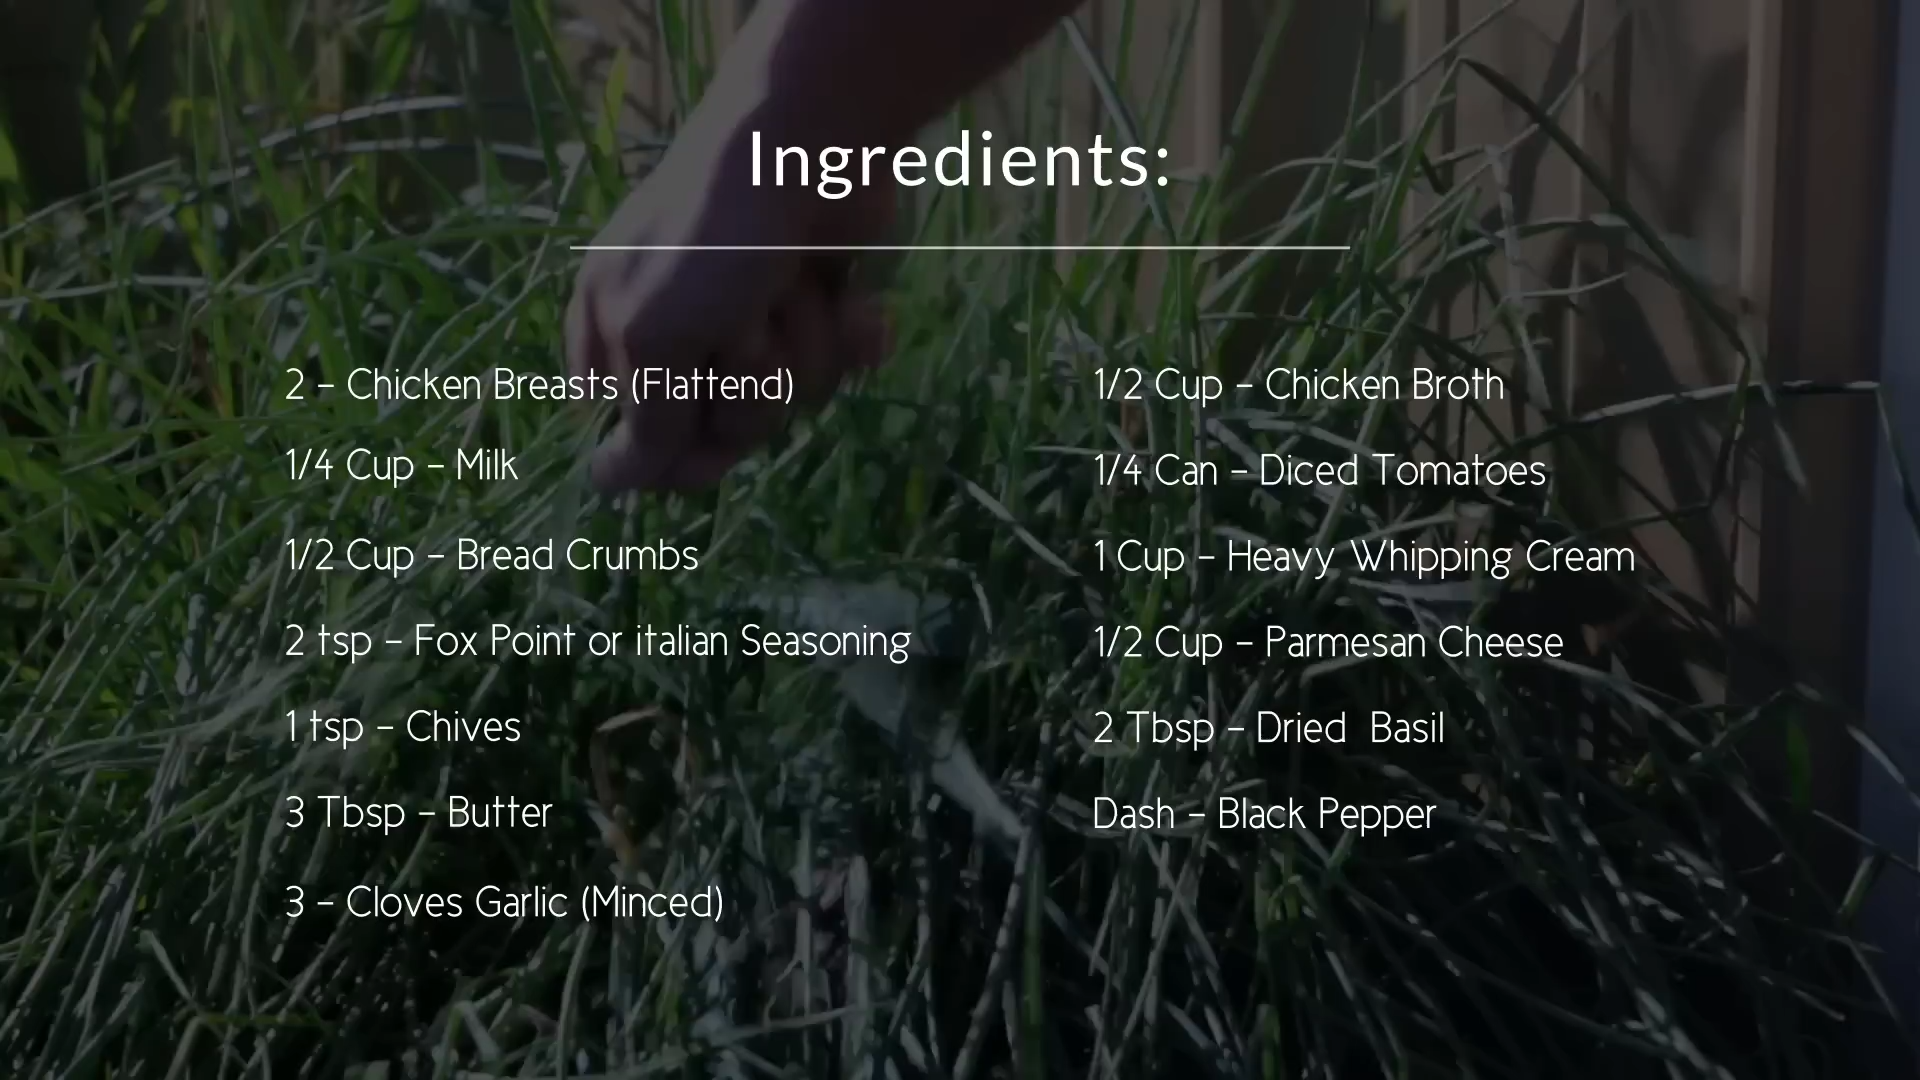 Ingredients:
2 - Chicken Breasts (Flattend)
1/4 Cup - Milk
1/2 Cup - Bread Crumbs
2 tsp - Fox Point or italian Seasoning
1 tsp - Chives
3 Tbsp - Butter
3 - Cloves Garlic (Minced)
1/2 Cup - Chicken Broth
1/4 Can - Diced Tomatoes
1 Cup - Heavy Whipping Cream
1/2 Cup - Parmesan Cheese
2 Tbsp - Dried Basil
Dash - Black Pepper